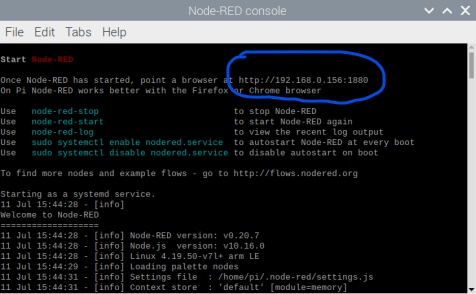 Node-RED console
File Edit Tabs Help
Start Node-RED
Once Node-RED has started, point a browser at http://192.168.0.156:1880
On Pi Node-RED works better with the Firefox or Chrome browser
Use node-red-stop to stop Node-RED
Use node-red-start to start Node-RED again
Use node-red-log to view the recent log output
Use sudo systemctl enable nodered.service to autostart Node-RED at every boot
Use sudo systemctl disable nodered.service to disable autostart on boot
To find more nodes and example flows - go to http://flows.nodered.org
Starting as a systemd service.
11 Jul 15:44:28 - [info]
Welcome to Node-RED
===================
11 Jul 15:44:28 - [info] Node-RED version: v0.20.7
11 Jul 15:44:28 - [info] Node.js version: v10.16.0
11 Jul 15:44:28 - [info] Linux 4.19.50-v7l+ arm LE
11 Jul 15:44:29 - [info] Loading palette nodes
11 Jul 15:44:31 - [info] Settings file : /home/pi/.node-red/settings.js
11 Jul 15:44:31 - [info] Context store : 'default' [module=memory]